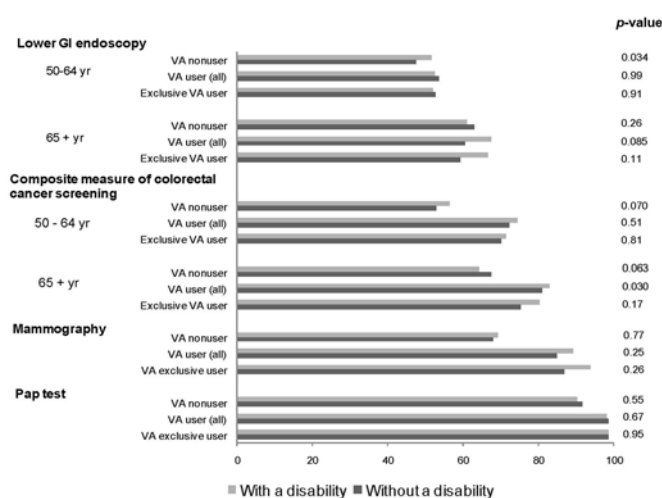 p-value
Lower GI endoscopy
50-64 yr
VA nonuser 0.034
VA user (all) 0.99
Exclusive VA user 0.91
65 + yr
VA nonuser 0.26
VA user (all) 0.085
Exclusive VA user 0.11
Composite measure of colorectal
cancer screening
50 - 64 yr
VA nonuser 0.070
VA user (all) 0.51
Exclusive VA user 0.81
65 + yr
VA nonuser 0.063
VA user (all) 0.030
Exclusive VA user 0.17
Mammography
VA nonuser 0.77
VA user (all) 0.25
VA exclusive user 0.26
Pap test
VA nonuser 0.55
VA user (all) 0.67
VA exclusive user 0.95
0 20 40 60 80 100
With a disability Without a disability